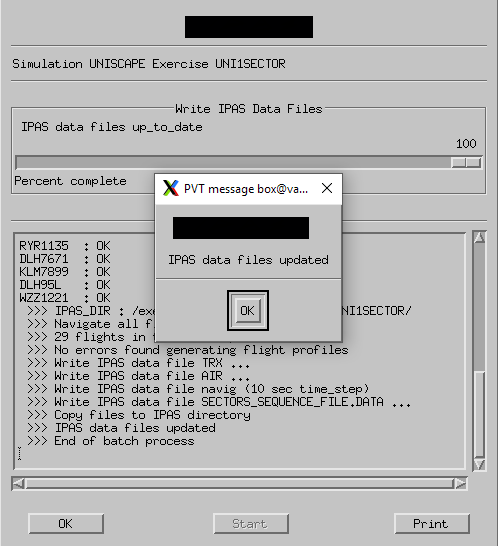 Simulation UNISCAPE Exercise UNI1SECTOR
Write IPAS Data Files
IPAS data files up_to_date
100
Percent complete
PVT message box@va...
IPAS data files updated
OK
RYR1135 : OK
DLH7671 : OK
KLM7899 : OK
DLH95L : OK
WZZ1221 : OK
>>> IPAS_DIR : /exe NI1SECTOR/
>>> Navigate all
>>> 29 flights in
>>> No errors found generating flight profiles
>>> Write IPAS data file TRX ...
>>> Write IPAS data file AIR ...
>>> Write IPAS data file navig (10 sec time_step)
>>> Write IPAS data file SECTORS_SEQUENCE_FILE.DATA ...
>>> Copy files to IPAS directory
>>> IPAS data files updated
>>> End of batch process
OK
Start
Print